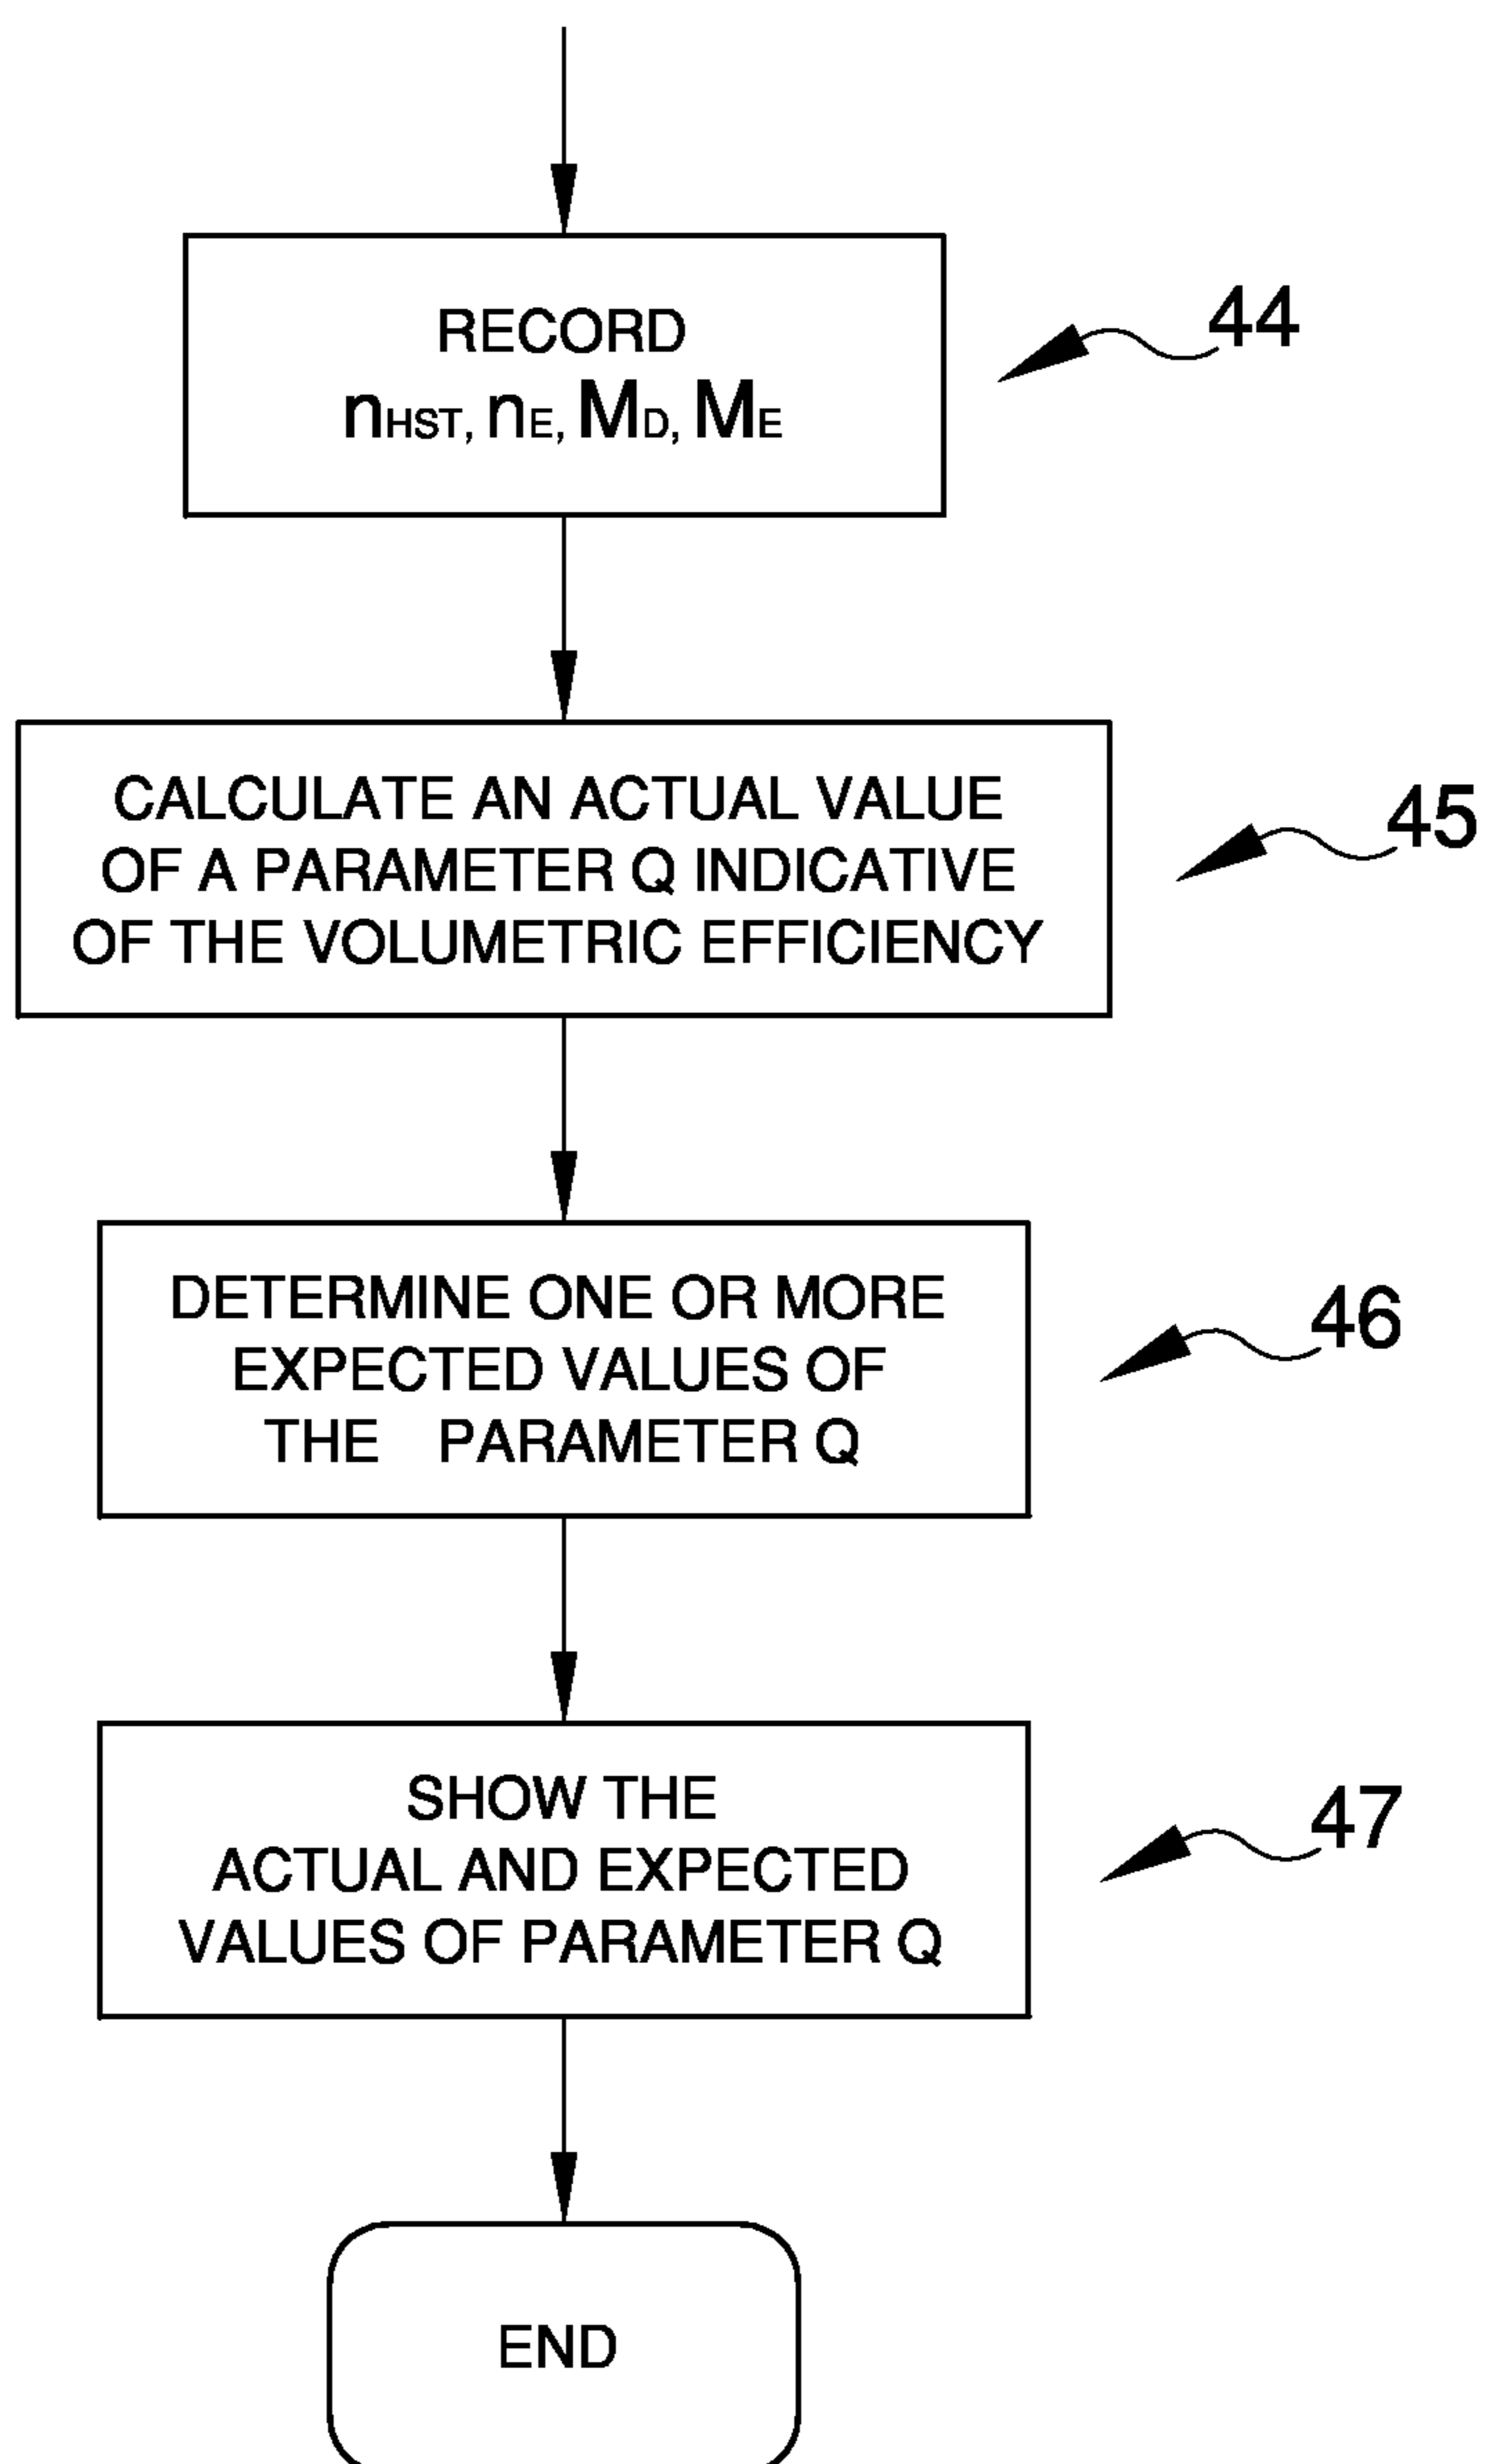 RECORD
nHST, nE, MD, ME
44
CALCULATE AN ACTUAL VALUE
OF A PARAMETER Q INDICATIVE
OF THE VOLUMETRIC EFFICIENCY
45
DETERMINE ONE OR MORE
EXPECTED VALUES OF
THE PARAMETER Q
46
SHOW THE
ACTUAL AND EXPECTED
VALUES OF PARAMETER Q
47
END